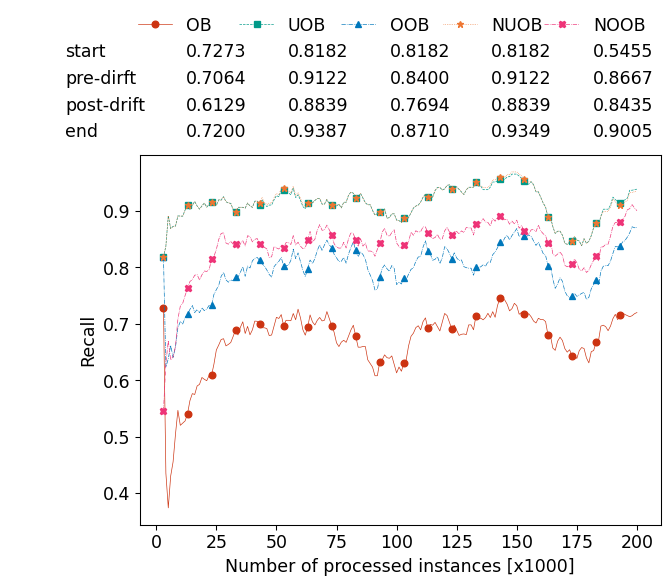 OB UOB OOB NUOB NOOB
start 0.7273 0.8182 0.8182 0.8182 0.5455
pre-dirft 0.7064 0.9122 0.8400 0.9122 0.8667
post-drift 0.6129 0.8839 0.7694 0.8839 0.8435
end 0.7200 0.9387 0.8710 0.9349 0.9005
0.9
0.8
0.7
0.6
0.5
0.4
Recall
0 25 50 75 100 125 150 175 200
Number of processed instances [x1000]